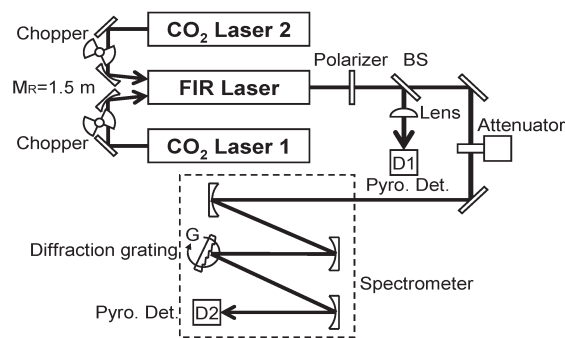 Chopper
CO2 Laser 2
Polarizer
BS
MR=1.5 m
FIR Laser
Lens
Attenuator
Chopper
CO2 Laser 1
D1
Pyro. Det.
G
Diffraction grating
Spectrometer
Pyro. Det.
D2